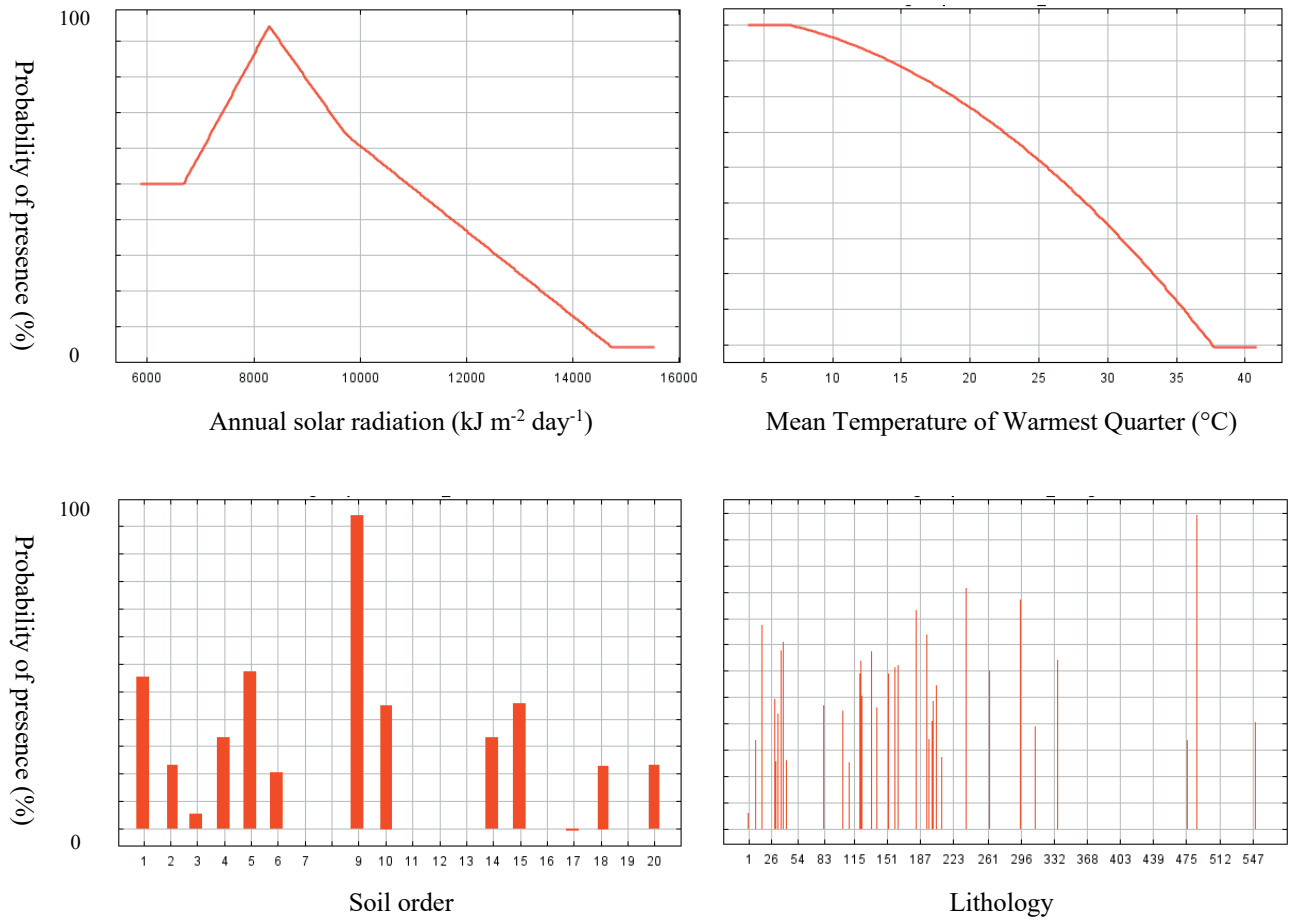 100
Probability of presence (%)
0
6000 8000 10000 12000 14000 16000
Annual solar radiation (kJ m-2 day-1)
5 10 15 20 25 30 35 40
Mean Temperature of Warmest Quarter (°C)
100
Probability of presence (%)
0
1 2 3 4 5 6 7 9 10 11 12 13 14 15 17 18 19 20
Soil order
1 26 54 83 115 151 187 223 261 296 332 368 403 439 475 512 547
Lithology